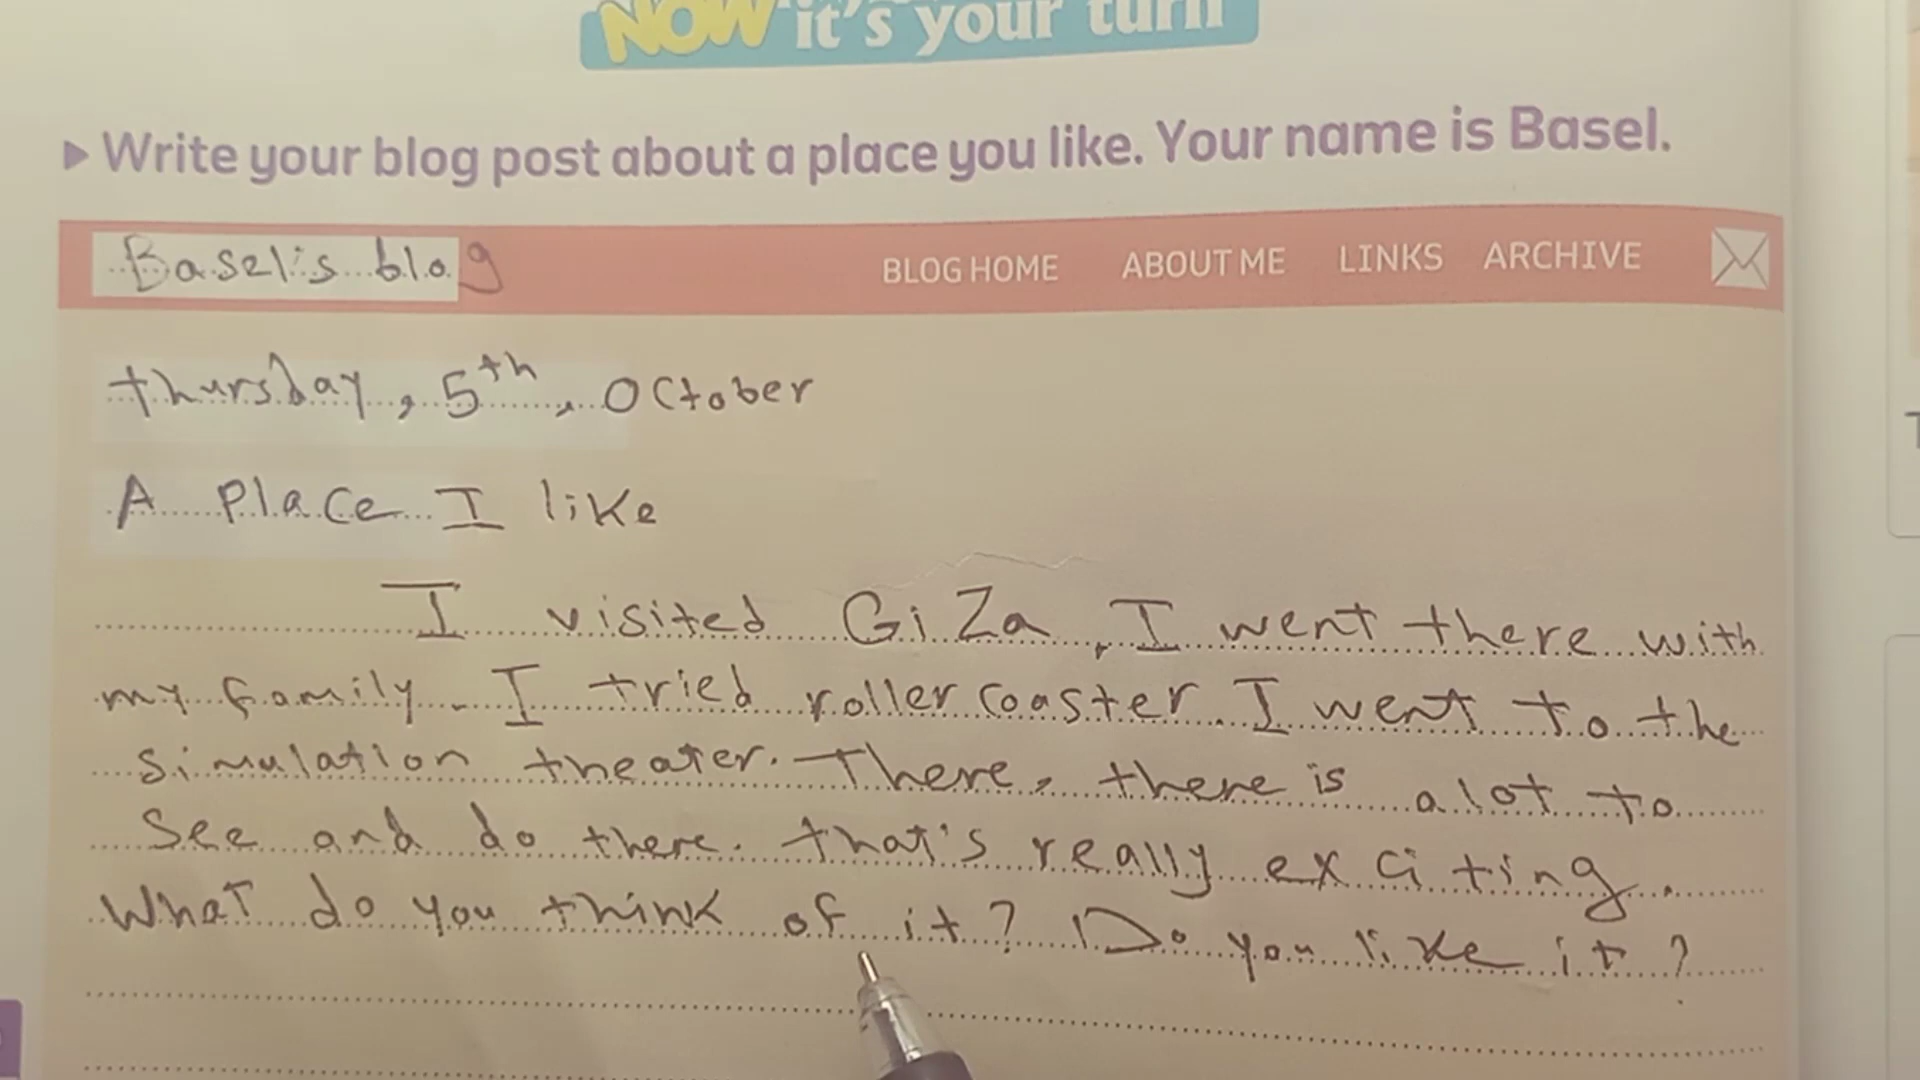 NOW it's your turn
Write your blog post about a place you like. Your name is Basel.
Basel's blog
BLOG HOME ABOUT ME LINKS ARCHIVE
thursday, 5th, October
A place I like
I visited Giza, I went there with
my family. I tried roller coaster. I went to the
simulation theater. There, there is a lot to
see and do there. that's really exciting.
What do you think of it? Do you like it?